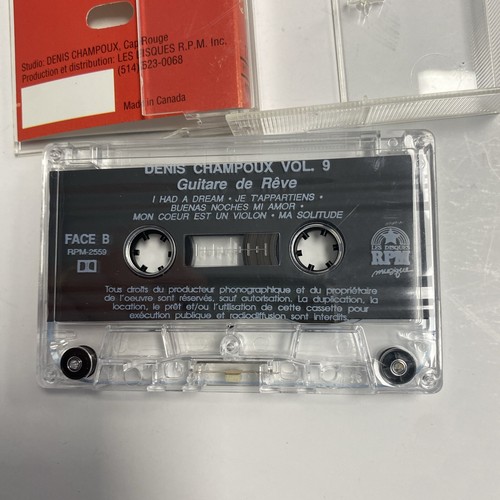 Studio: DENIS CHAMPOUX, Cap-Rouge
Production et distribution: LES DISQUES R.P.M. Inc.
(514) 623-0068
Made in Canada
DENIS CHAMPOUX VOL. 9
Guitare de Rêve
I HAD A DREAM • JE T'APPARTIENS •
BUENAS NOCHES MI AMOR •
MON COEUR EST UN VIOLON • MA SOLITUDE
FACE B
RPM-2559
LES DISQUES
RPM
musique
Tous droits du producteur phonographique et du propriétaire
de l'oeuvre sont réservés, sauf autorisation. La duplication, la
location, le prêt et/ou l'utilisation de cette cassette pour
exécution publique et radiodiffusion sont interdits.